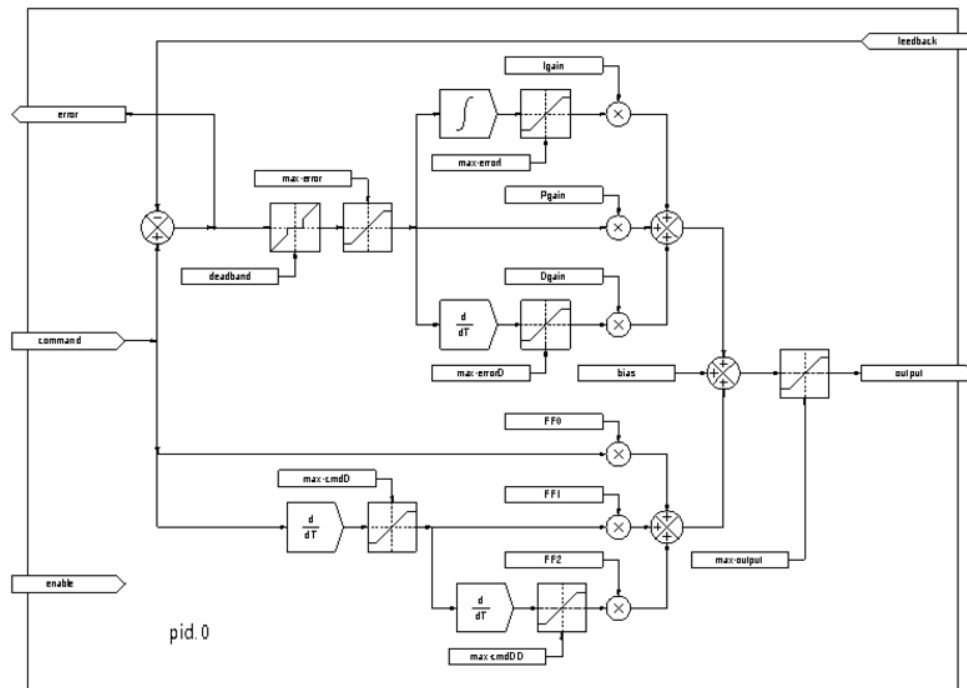 feedback
Igain
error
∫
max-errorI
max-error
Pgain
deadband
Dgain
command
d
dT
max-errorD
bias
output
FF0
max-cmdD
FF1
d
dT
FF2
max-output
enable
d
dT
max-cmdDD
pid.0